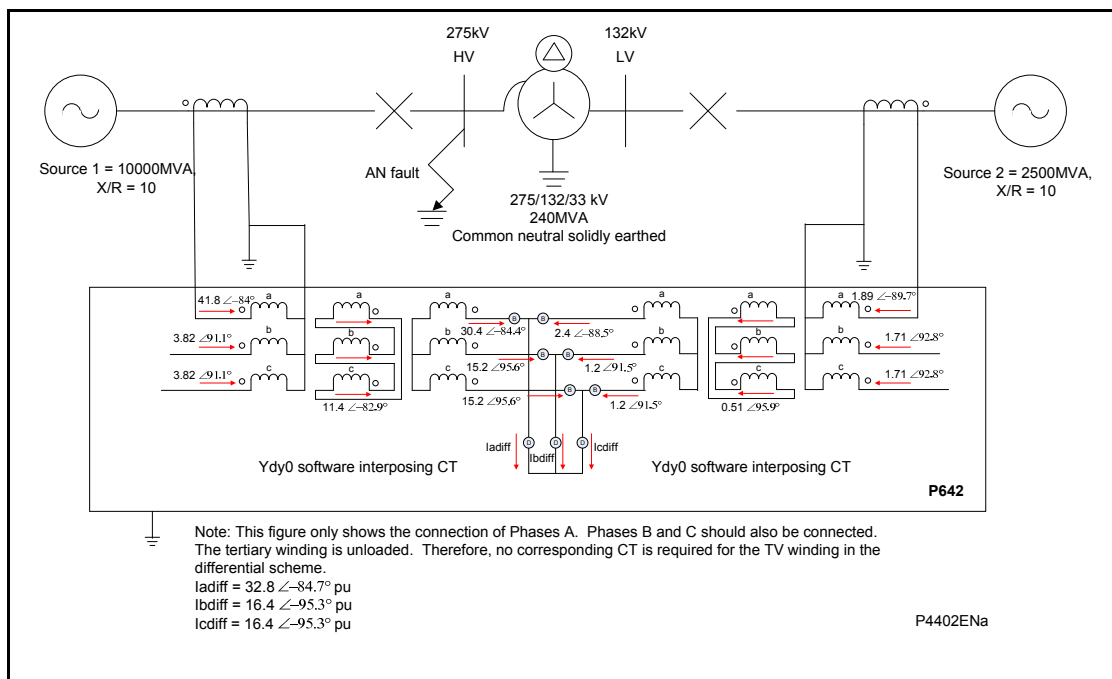 275kV
HV
132kV
LV
Source 1 = 10000MVA,
X/R = 10
AN fault
275/132/33 kV
240MVA
Common neutral solidly earthed
Source 2 = 2500MVA,
X/R = 10
41.8 ∠–84°
a
a
a
a
a
a
1.89 ∠–89.7°
30.4 ∠–84.4°
B
B
2.4 ∠–88.5°
3.82 ∠91.1°
b
b
b
b
b
b
1.71 ∠92.8°
15.2 ∠95.6°
B
B
1.2 ∠91.5°
3.82 ∠91.1°
c
c
c
c
c
c
1.71 ∠92.8°
11.4 ∠–82.9°
15.2 ∠95.6°
B
B
1.2 ∠91.5°
0.51 ∠95.9°
Iadiff
D
Ibdiff
D
D
Icdiff
Ydy0 software interposing CT
Ydy0 software interposing CT
P642
Note: This figure only shows the connection of Phases A. Phases B and C should also be connected.
The tertiary winding is unloaded. Therefore, no corresponding CT is required for the TV winding in the
differential scheme.
Iadiff = 32.8 ∠–84.7° pu
Ibdiff = 16.4 ∠–95.3° pu
Icdiff = 16.4 ∠–95.3° pu
P4402ENa